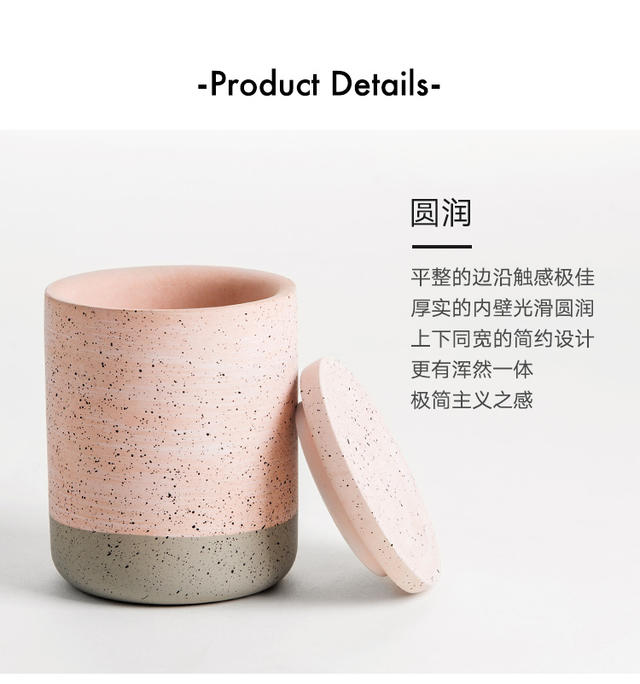 -Product Details-
圆润
平整的边沿触感极佳
厚实的内壁光滑圆润
上下同宽的简约设计
更有浑然一体
极简主义之感